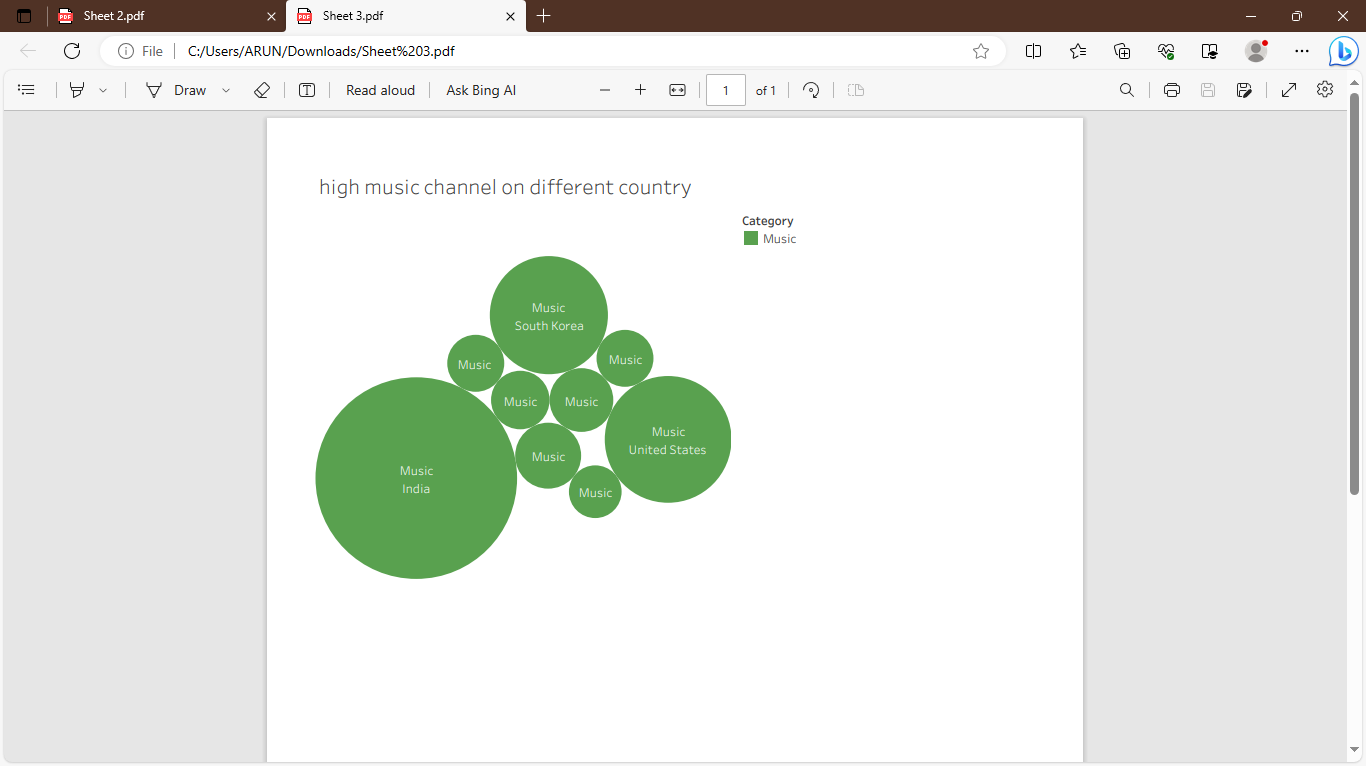 Sheet 2.pdf
Sheet 3.pdf
File
C:/Users/ARUN/Downloads/Sheet%203.pdf
Draw
Read aloud
Ask Bing AI
1
of 1
high music channel on different country
Category
Music
Music
South Korea
Music
Music
Music
Music
Music
United States
Music
Music
India
Music